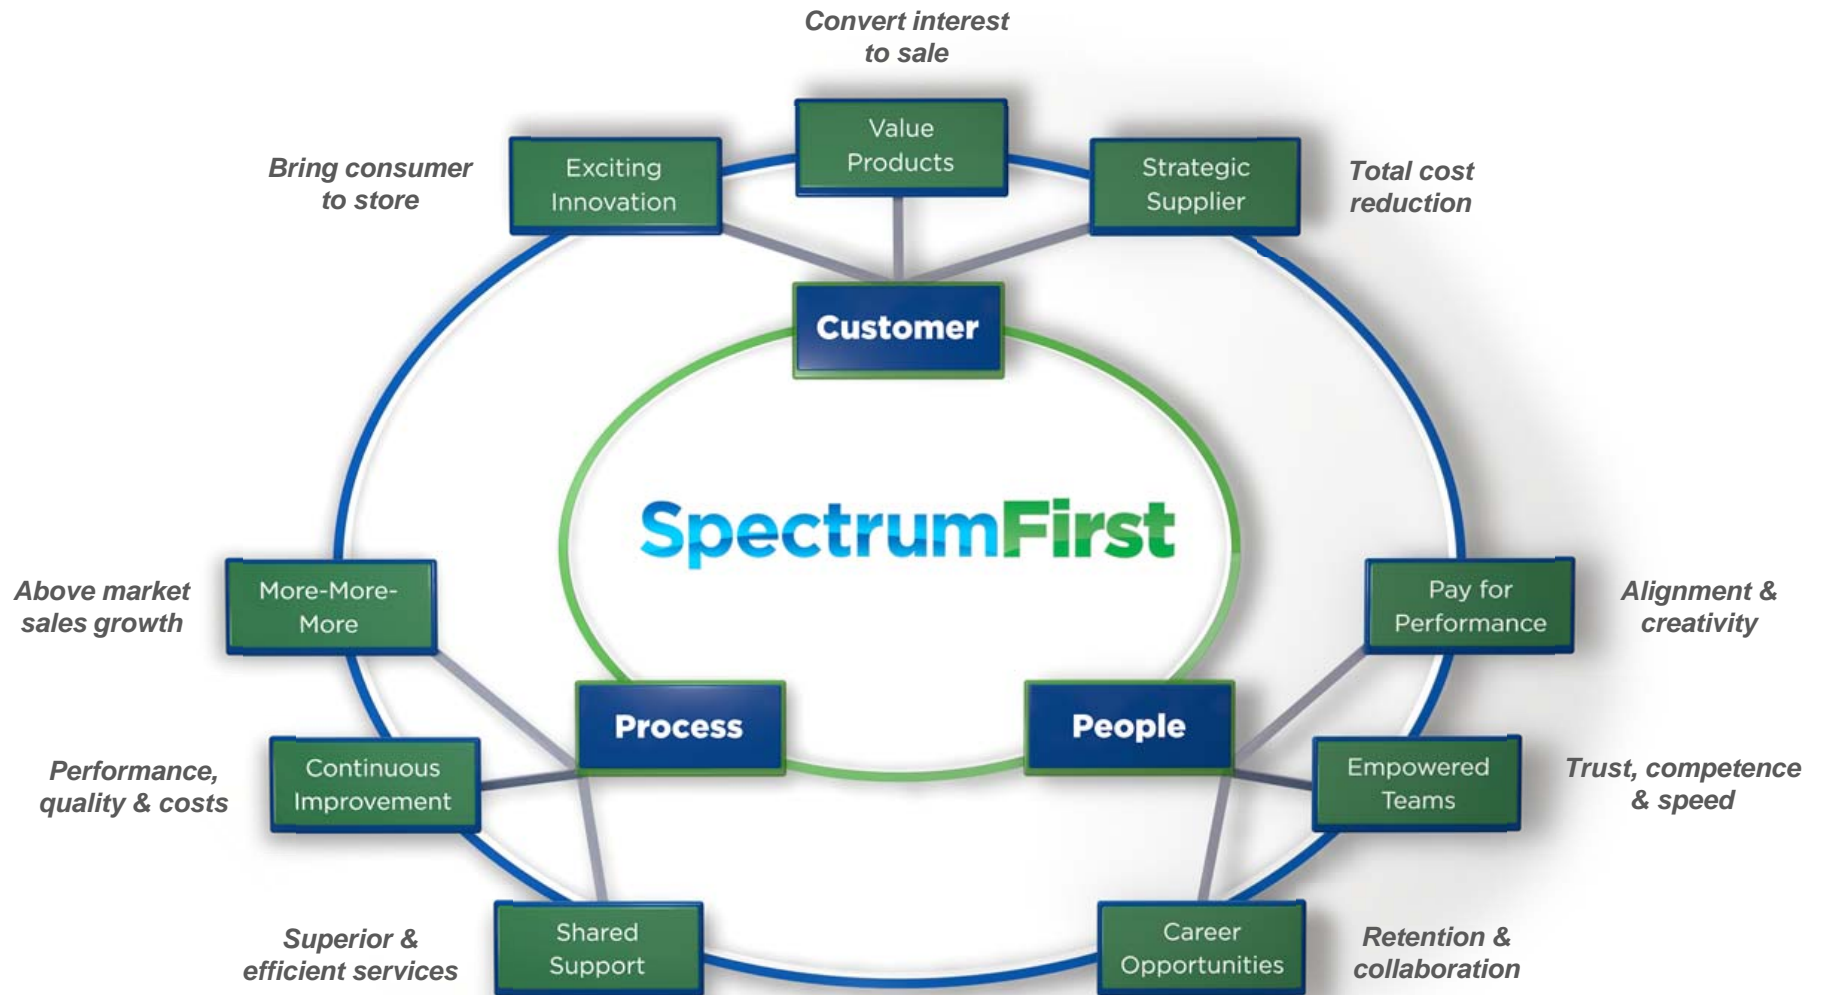 Convert interest
to sale
Value
Products
Bring consumer
to store
Exciting
Innovation
Strategic
Supplier
Total cost
reduction
Customer
SpectrumFirst
Above market
sales growth
More-More-
More
Pay for
Performance
Alignment &
creativity
Process
People
Performance,
quality & costs
Continuous
Improvement
Empowered
Teams
Trust, competence
& speed
Superior &
efficient services
Shared
Support
Career
Opportunities
Retention &
collaboration